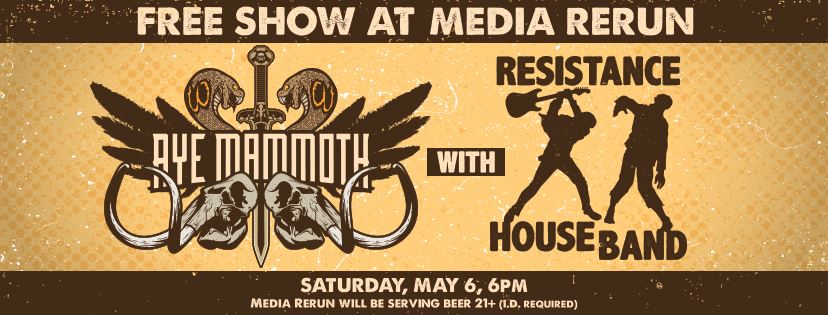 FREE SHOW AT MEDIA RERUN
AYE MAMMOTH
WITH
RESISTANCE
HOUSE BAND
SATURDAY, MAY 6, 6PM
MEDIA RERUN WILL BE SERVING BEER 21+ (I.D. REQUIRED)